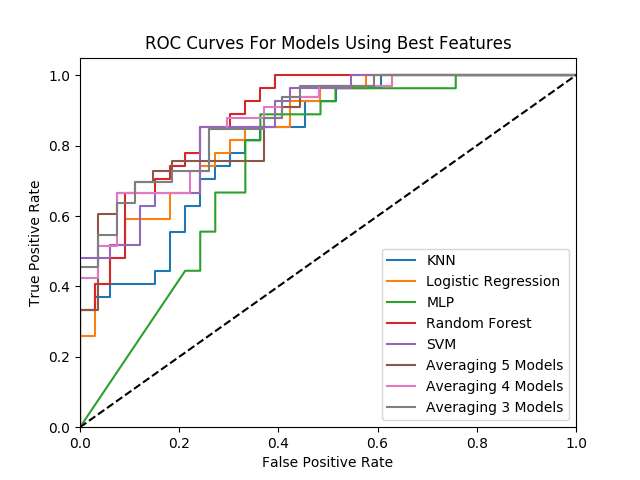 ROC Curves For Models Using Best Features
True Positive Rate
1.0
0.8
0.6
0.4
0.2
0.0
0.0 0.2 0.4 0.6 0.8 1.0
False Positive Rate
KNN
Logistic Regression
MLP
Random Forest
SVM
Averaging 5 Models
Averaging 4 Models
Averaging 3 Models